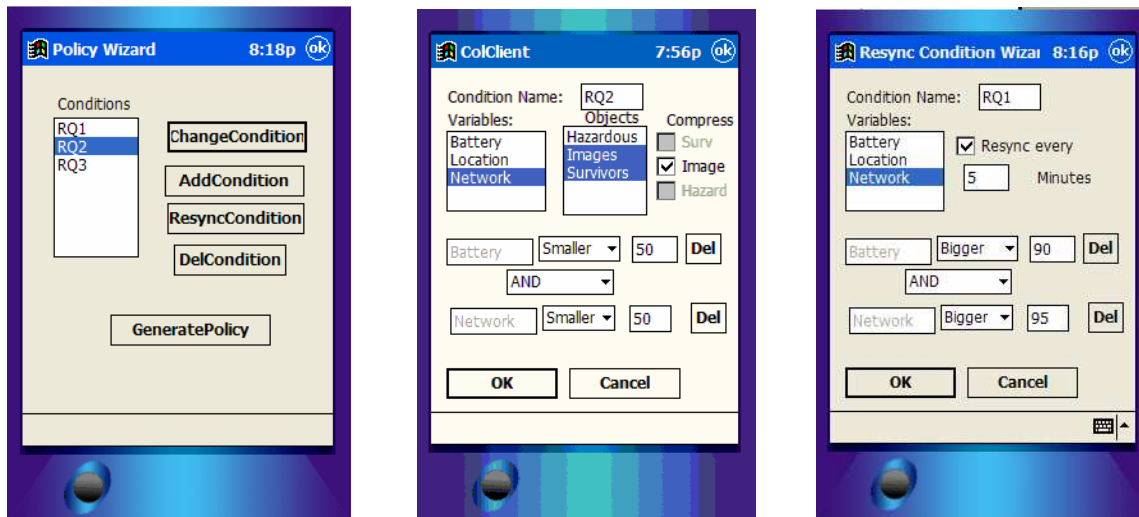 Policy Wizard 8:18p ok
Conditions
RQ1
RQ2
RQ3
ChangeCondition
AddCondition
ResyncCondition
DelCondition
GeneratePolicy
ColClient 7:56p ok
Condition Name: RQ2
Variables: Objects Compress
Battery
Location
Network
Hazardous
Images
Survivors
Surv
Image
Hazard
Battery Smaller 50 Del
AND
Network Smaller 50 Del
OK Cancel
Resync Condition Wizar 8:16p ok
Condition Name: RQ1
Variables:
Battery
Location
Network
Resync every
5 Minutes
Battery Bigger 90 Del
AND
Network Bigger 95 Del
OK Cancel